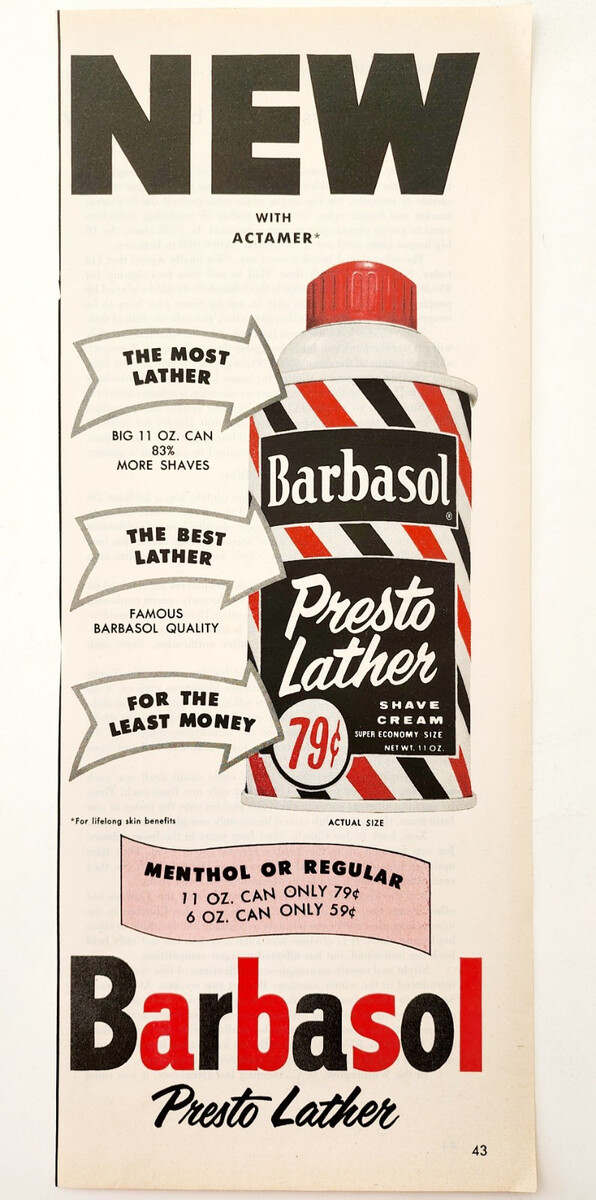 NEW
WITH
ACTAMER*
THE MOST
LATHER
BIG 11 OZ. CAN
83%
MORE SHAVES
THE BEST
LATHER
FAMOUS
BARBASOL QUALITY
FOR THE
LEAST MONEY
Barbasol
®
Presto
Lather
SHAVE
CREAM
SUPER ECONOMY SIZE
NET WT. 11 OZ.
79¢
*For lifelong skin benefits
ACTUAL SIZE
MENTHOL OR REGULAR
11 OZ. CAN ONLY 79¢
6 OZ. CAN ONLY 59¢
Barbasol
Presto Lather
43